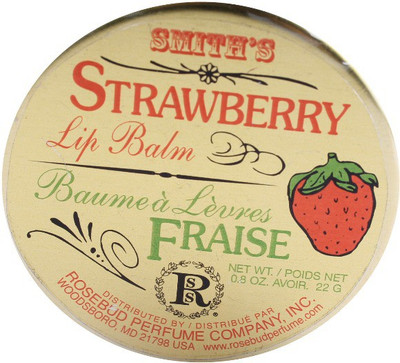 SMITH'S
STRAWBERRY
Lip Balm
Baume à Lèvres
FRAISE
NET WT. / POIDS NET
0.8 OZ. AVOIR. 22 G
RSS
DISTRIBUTED BY / DISTRIBUÉ PAR
ROSEBUD PERFUME COMPANY, INC.
WOODSBORO, MD 21798 USA www.rosebudperfume.com